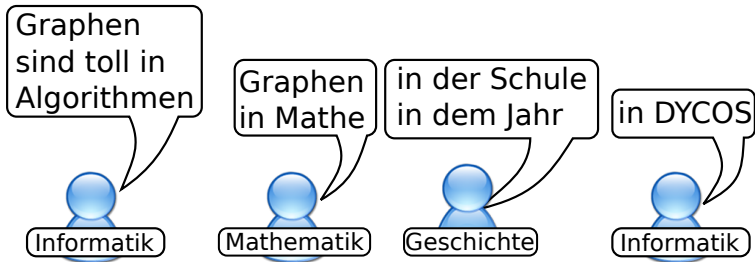 Graphen
sind toll in
Algorithmen
Informatik
Graphen
in Mathe
Mathematik
in der Schule
in dem Jahr
Geschichte
in DYCOS
Informatik